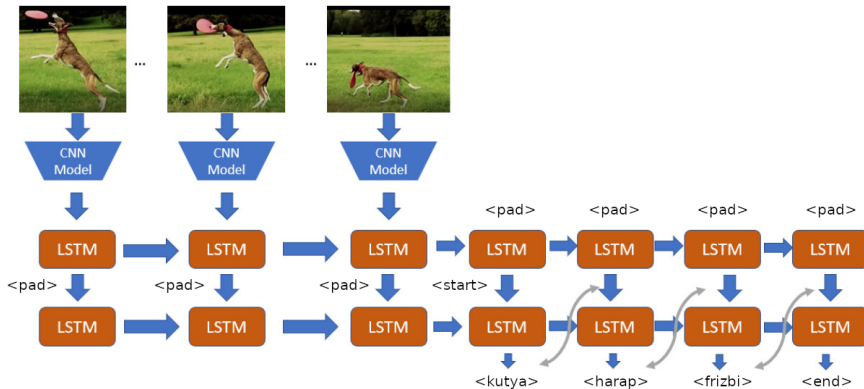 ... ...
CNN Model CNN Model CNN Model
<pad> <pad> <pad> <pad>
LSTM LSTM LSTM LSTM LSTM LSTM LSTM
<pad> <pad> <pad> <start>
LSTM LSTM LSTM LSTM LSTM LSTM LSTM
<kutya> <harap> <frizbi> <end>